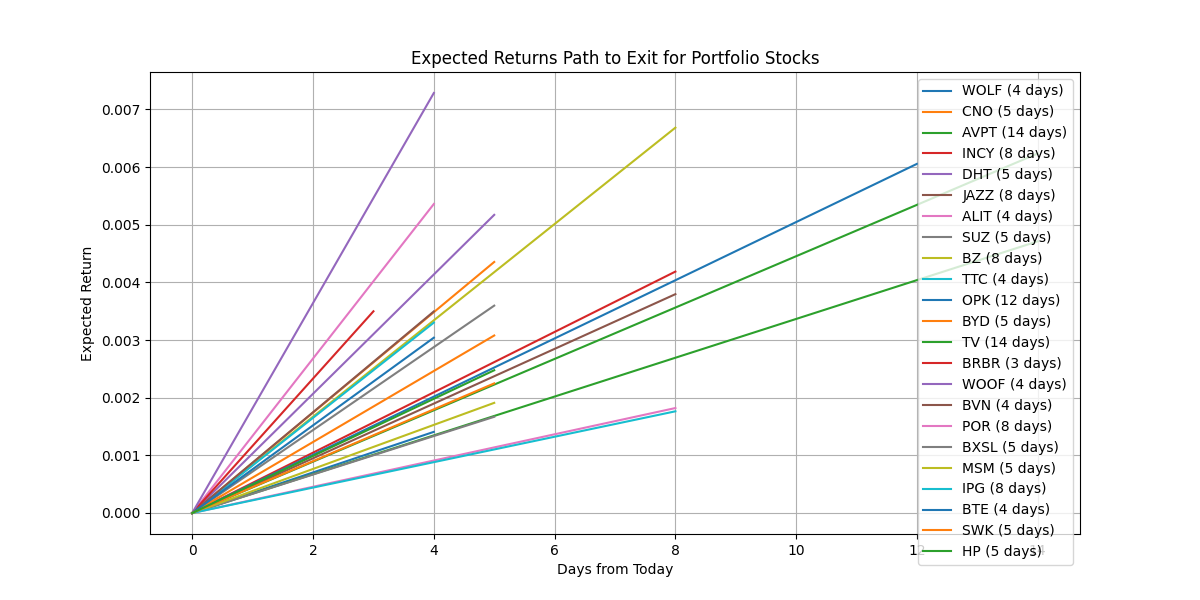 Expected Returns Path to Exit for Portfolio Stocks
Expected Return
0.007
0.006
0.005
0.004
0.003
0.002
0.001
0.000
0 2 4 6 8 10 12 14
Days from Today
WOLF (4 days)
CNO (5 days)
AVPT (14 days)
INCY (8 days)
DHT (5 days)
JAZZ (8 days)
ALIT (4 days)
SUZ (5 days)
BZ (8 days)
TTC (4 days)
OPK (12 days)
BYD (5 days)
TV (14 days)
BRBR (3 days)
WOOF (4 days)
BVN (4 days)
POR (8 days)
BXSL (5 days)
MSM (5 days)
IPG (8 days)
BTE (4 days)
SWK (5 days)
HP (5 days)